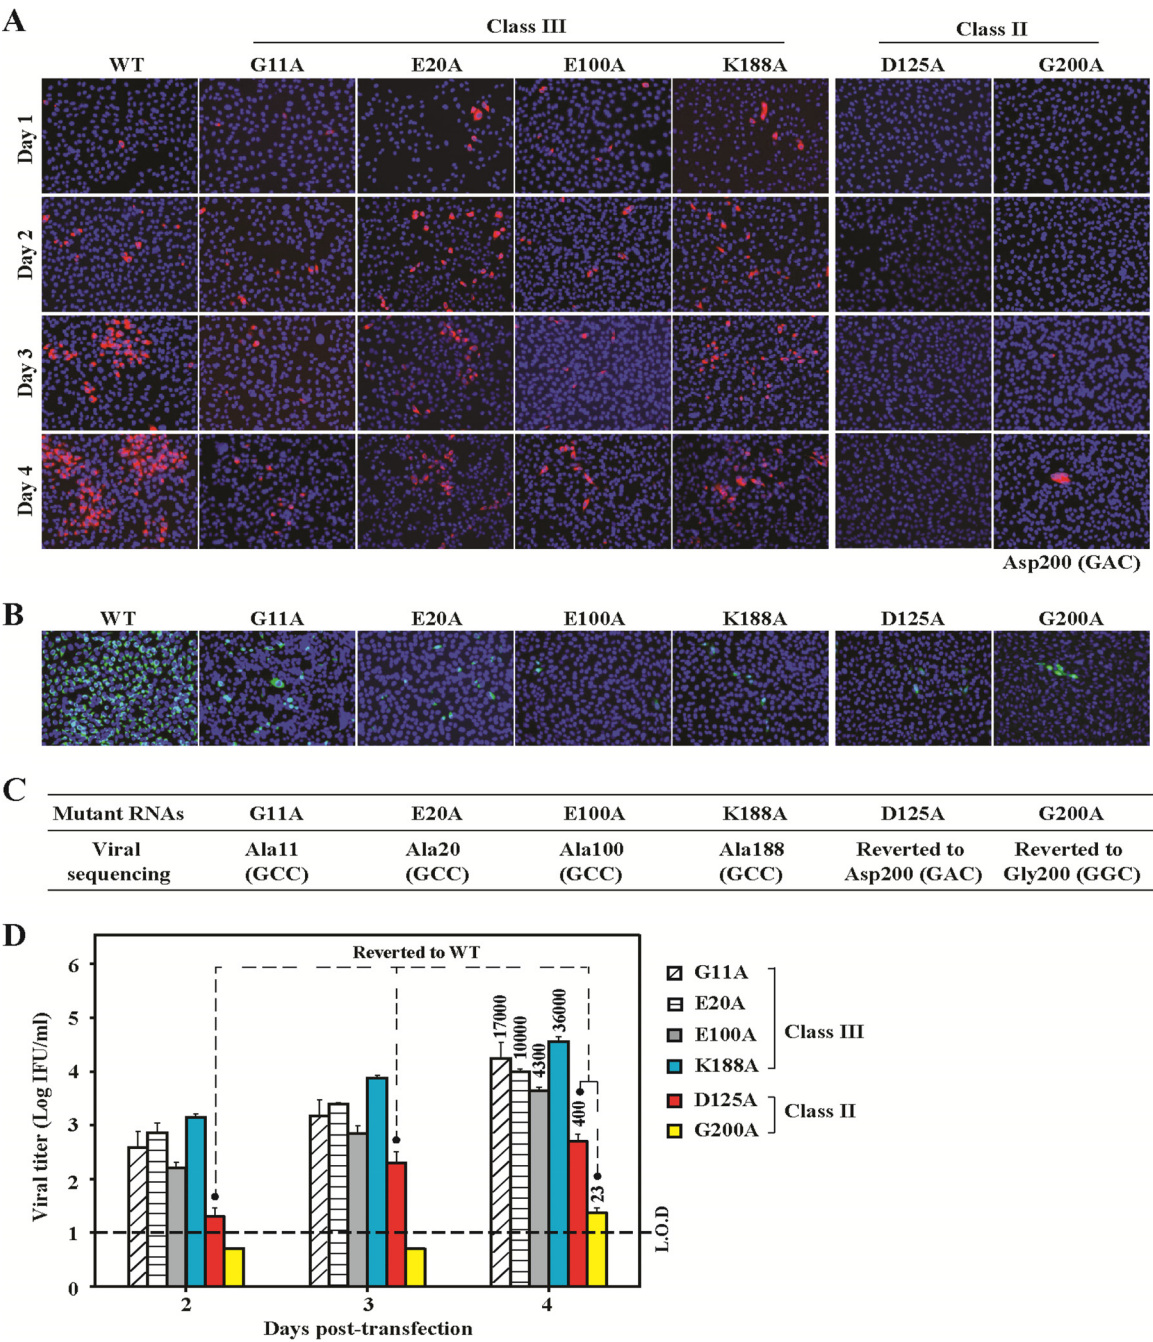 A
Class III
Class II
WT G11A E20A E100A K188A D125A G200A
Day 1
Day 2
Day 3
Day 4
Asp200 (GAC)
B
WT G11A E20A E100A K188A D125A G200A
C
Mutant RNAs G11A E20A E100A K188A D125A G200A
Viral Ala11 Ala20 Ala100 Ala188 Reverted to Reverted to
sequencing (GCC) (GCC) (GCC) (GCC) Asp200 (GAC) Gly200 (GGC)
D
Reverted to WT
Viral titer (Log IFU/ml)
6
5
4
3
2
1
0
17000
10000
4300
36000
400
23
L.O.D
2 3 4
Days post-transfection
G11A
E20A
E100A
K188A
D125A
G200A
Class III
Class II